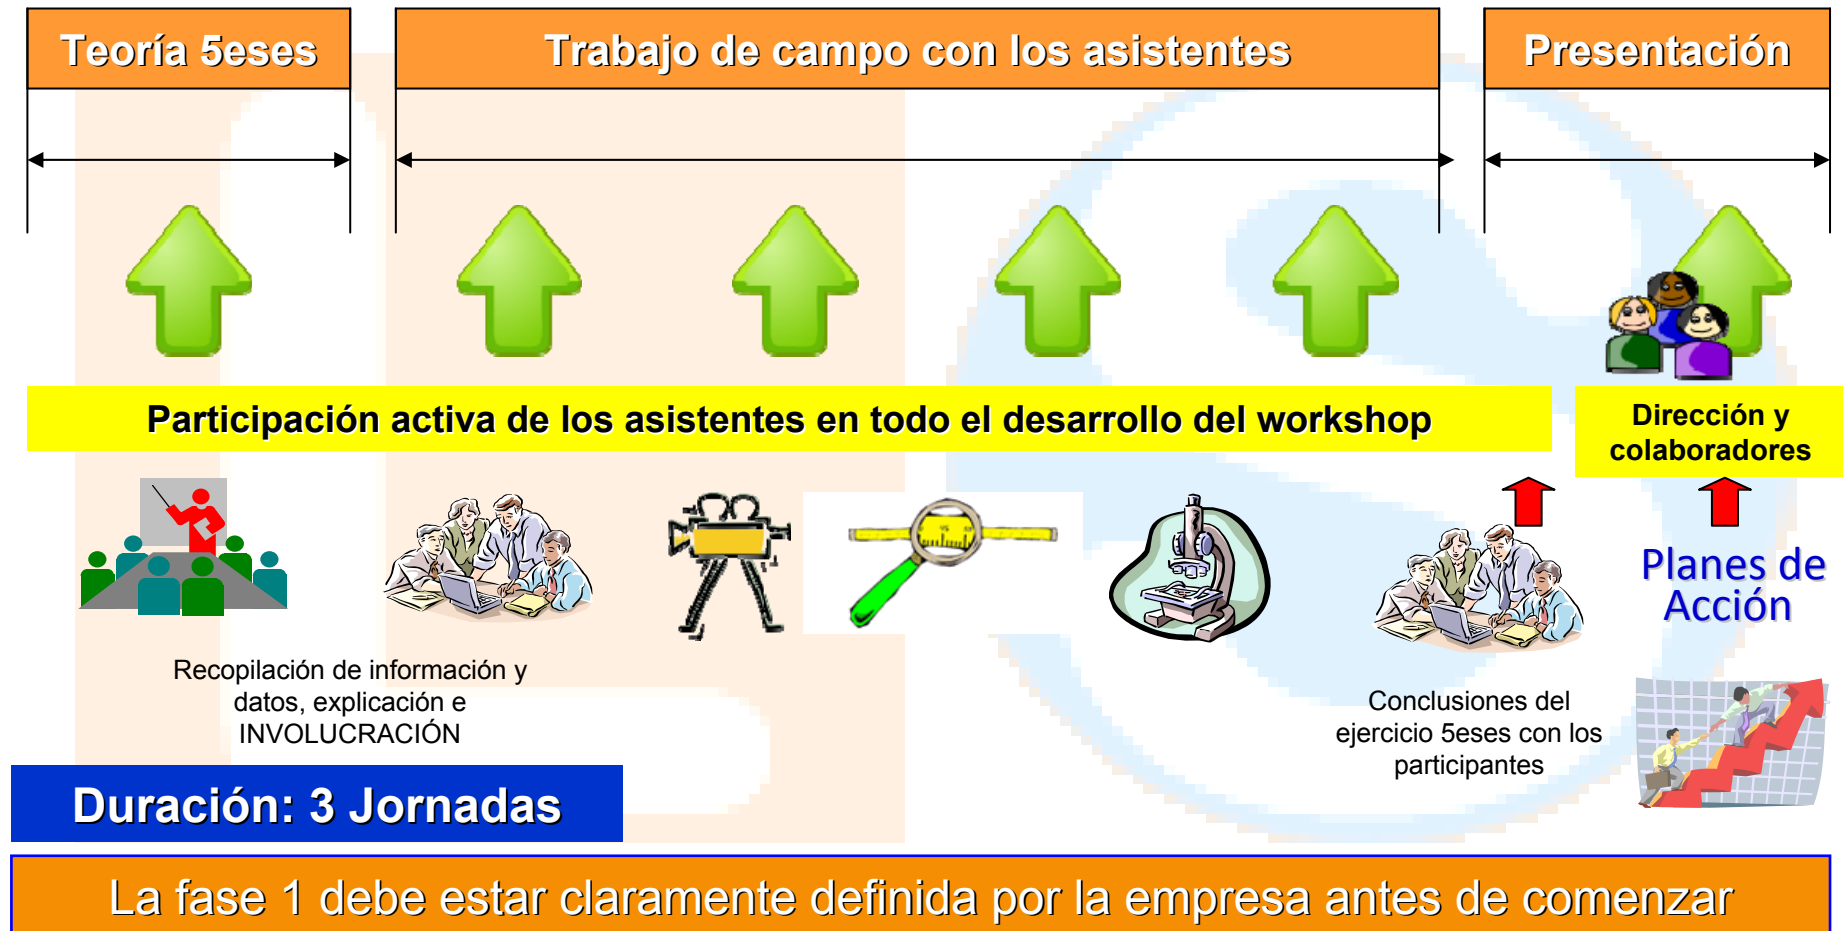 Teoría 5eses
Trabajo de campo con los asistentes
Presentación
Participación activa de los asistentes en todo el desarrollo del workshop
Dirección y
colaboradores
Planes de
Acción
Recopilación de información y
datos, explicación e
INVOLUCRACIÓN
Conclusiones del
ejercicio 5eses con los
participantes
Duración: 3 Jornadas
La fase 1 debe estar claramente definida por la empresa antes de comenzar